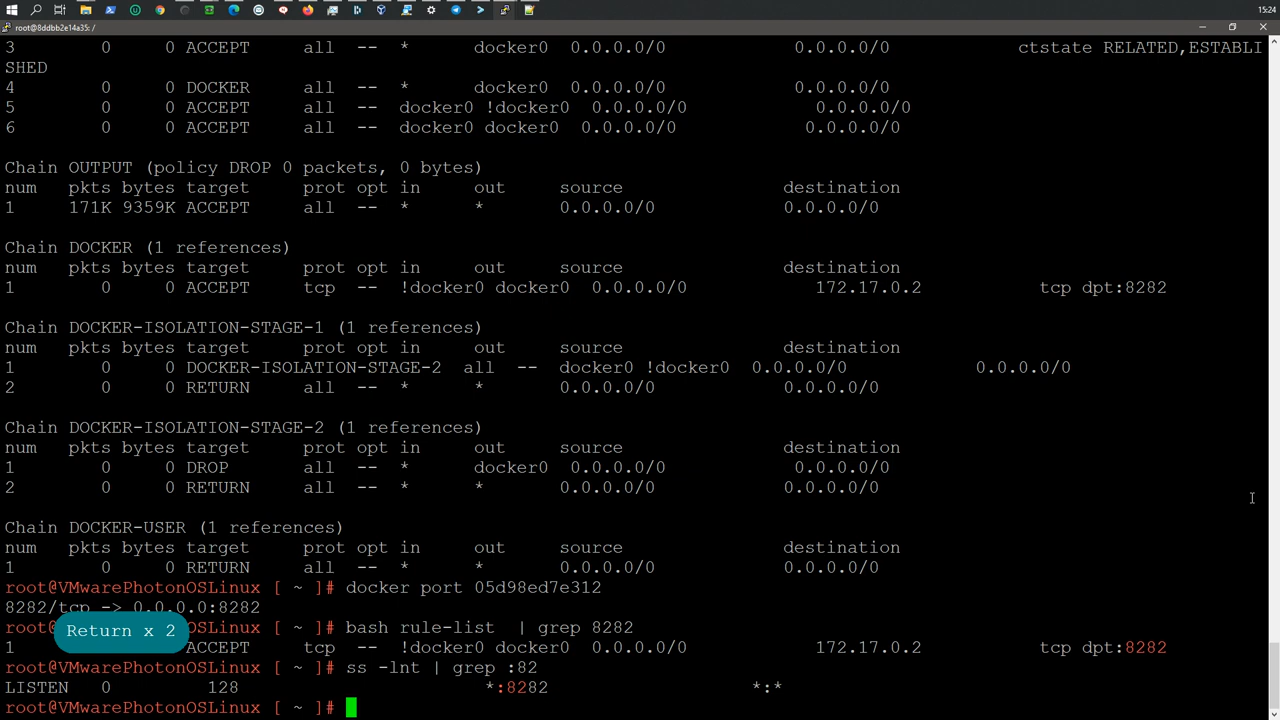 15:24
root@8ddbb2e14a35: /
3 0 0 ACCEPT all -- * docker0 0.0.0.0/0 0.0.0.0/0 ctstate RELATED,ESTABLI
SHED
4 0 0 DOCKER all -- * docker0 0.0.0.0/0 0.0.0.0/0
5 0 0 ACCEPT all -- docker0 !docker0 0.0.0.0/0 0.0.0.0/0
6 0 0 ACCEPT all -- docker0 docker0 0.0.0.0/0 0.0.0.0/0
Chain OUTPUT (policy DROP 0 packets, 0 bytes)
num pkts bytes target prot opt in out source destination
1 171K 9359K ACCEPT all -- * * 0.0.0.0/0 0.0.0.0/0
Chain DOCKER (1 references)
num pkts bytes target prot opt in out source destination
1 0 0 ACCEPT tcp -- !docker0 docker0 0.0.0.0/0 172.17.0.2 tcp dpt:8282
Chain DOCKER-ISOLATION-STAGE-1 (1 references)
num pkts bytes target prot opt in out source destination
1 0 0 DOCKER-ISOLATION-STAGE-2 all -- docker0 !docker0 0.0.0.0/0 0.0.0.0/0
2 0 0 RETURN all -- * * 0.0.0.0/0 0.0.0.0/0
Chain DOCKER-ISOLATION-STAGE-2 (1 references)
num pkts bytes target prot opt in out source destination
1 0 0 DROP all -- * docker0 0.0.0.0/0 0.0.0.0/0
2 0 0 RETURN all -- * * 0.0.0.0/0 0.0.0.0/0
Chain DOCKER-USER (1 references)
num pkts bytes target prot opt in out source destination
1 0 0 RETURN all -- * * 0.0.0.0/0 0.0.0.0/0
root@VMwarePhotonOSLinux [ ~ ]# docker port 05d98ed7e312
8282/tcp -> 0.0.0.0:8282
root@VMwarePhotonOSLinux [ ~ ]# bash rule-list | grep 8282
Return x 2
1 ACCEPT tcp -- !docker0 docker0 0.0.0.0/0 172.17.0.2 tcp dpt:8282
root@VMwarePhotonOSLinux [ ~ ]# ss -lnt | grep :82
LISTEN 0 128 *:8282 *:*
root@VMwarePhotonOSLinux [ ~ ]#